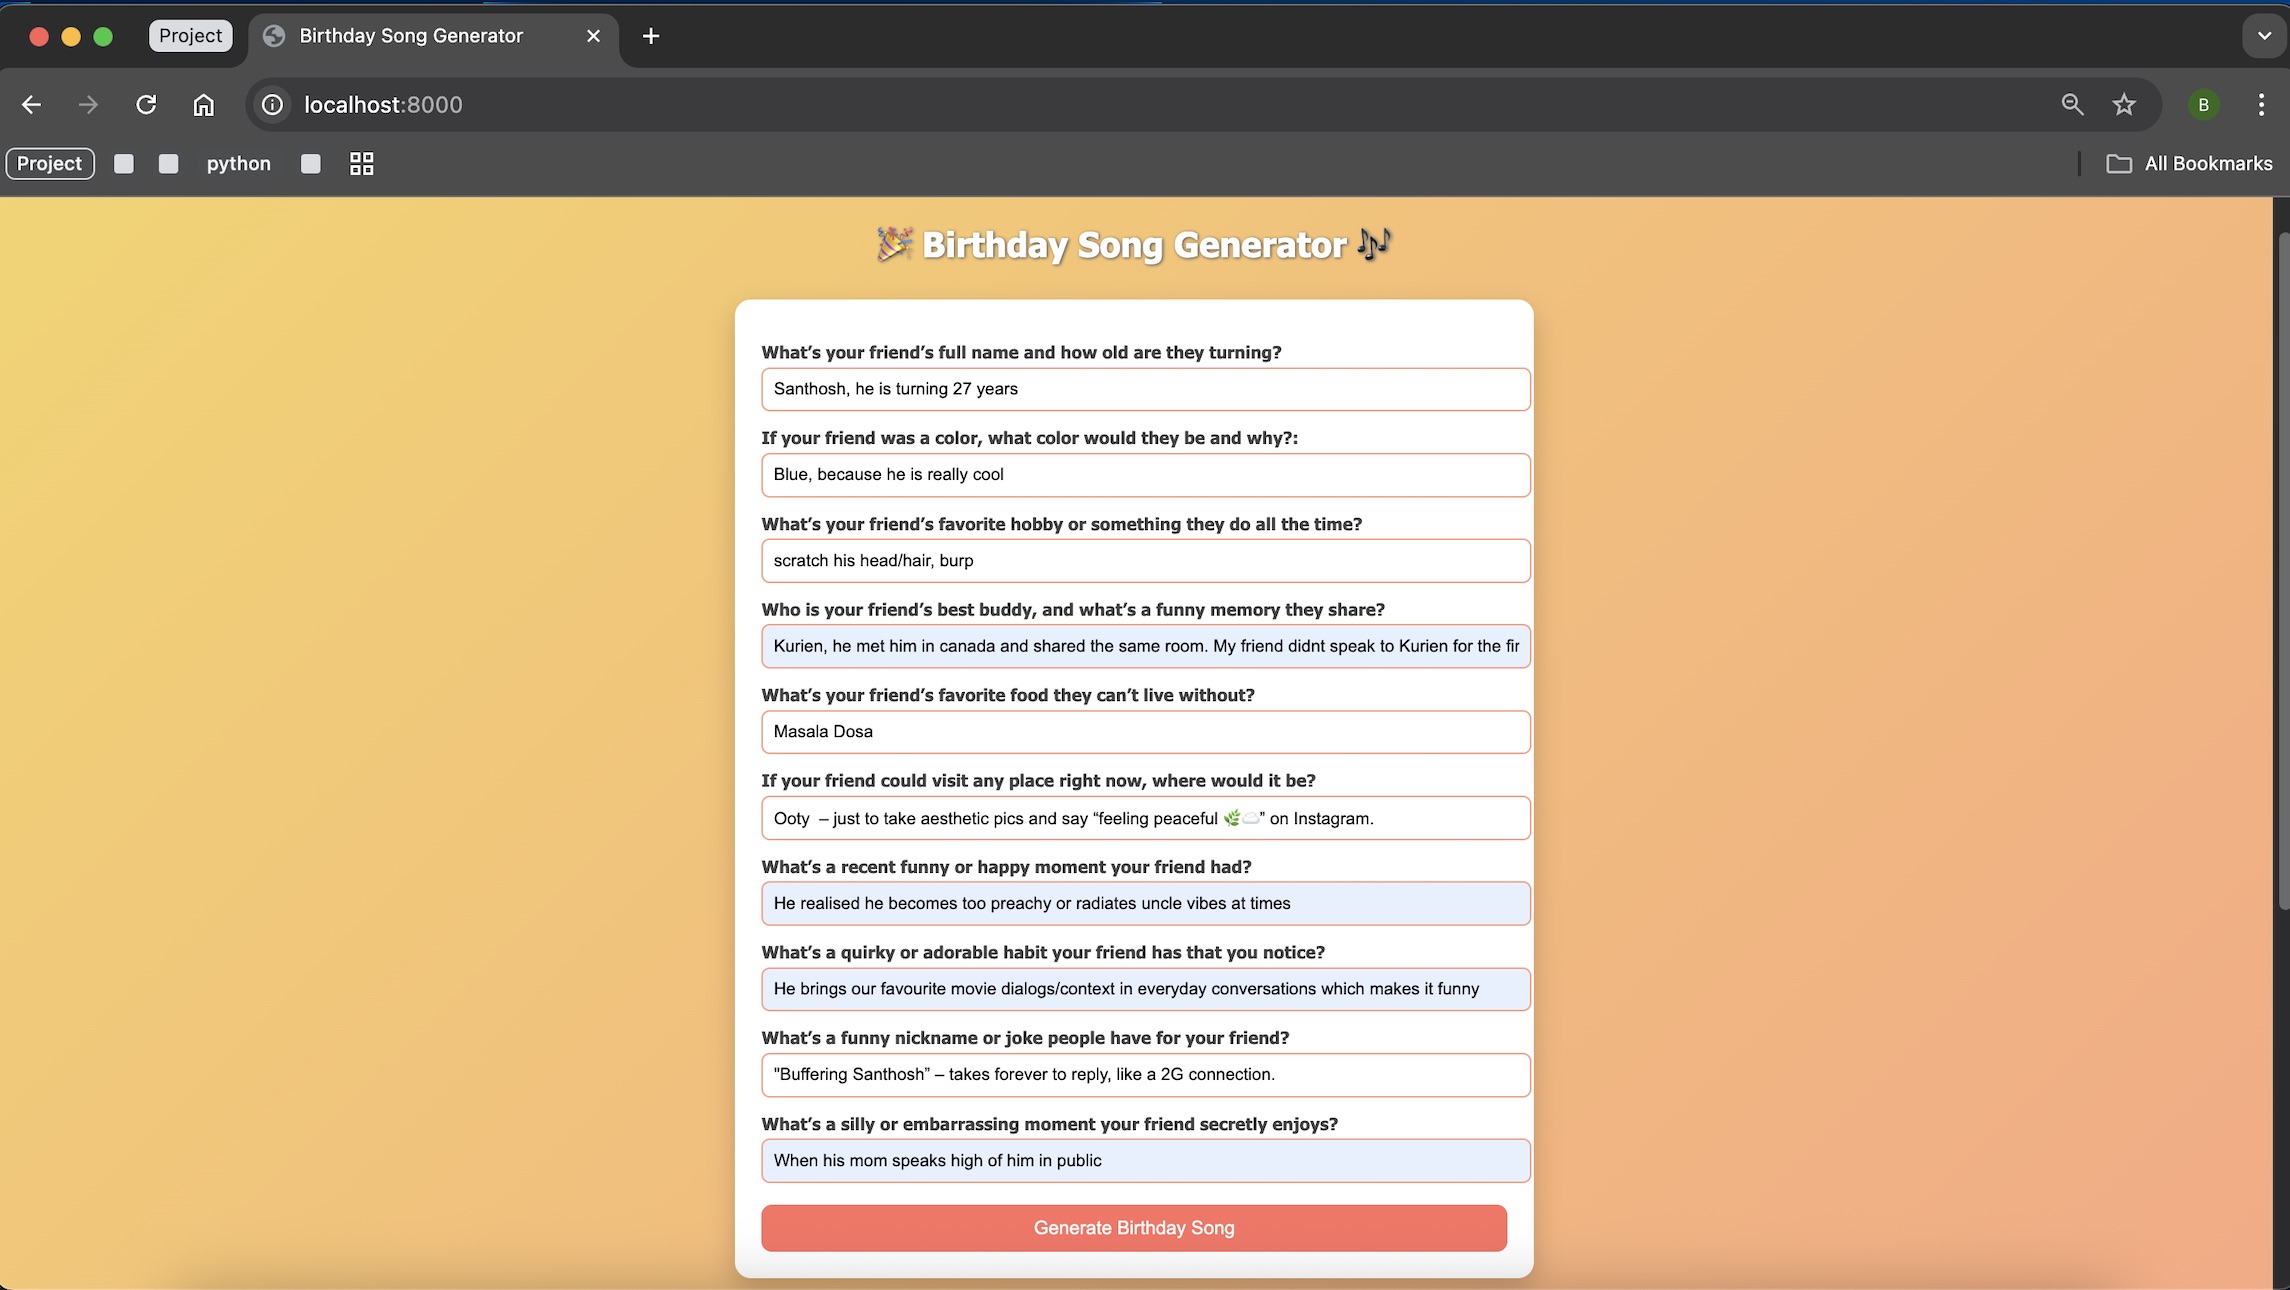 Project
Birthday Song Generator
localhost:8000
B
Project
python
All Bookmarks
🎉 Birthday Song Generator 🎶
What’s your friend’s full name and how old are they turning?
Santhosh, he is turning 27 years
If your friend was a color, what color would they be and why?:
Blue, because he is really cool
What’s your friend’s favorite hobby or something they do all the time?
scratch his head/hair, burp
Who is your friend’s best buddy, and what’s a funny memory they share?
Kurien, he met him in canada and shared the same room. My friend didnt speak to Kurien for the fir
What’s your friend’s favorite food they can’t live without?
Masala Dosa
If your friend could visit any place right now, where would it be?
Ooty – just to take aesthetic pics and say “feeling peaceful 🌿☁️” on Instagram.
What’s a recent funny or happy moment your friend had?
He realised he becomes too preachy or radiates uncle vibes at times
What’s a quirky or adorable habit your friend has that you notice?
He brings our favourite movie dialogs/context in everyday conversations which makes it funny
What’s a funny nickname or joke people have for your friend?
"Buffering Santhosh” – takes forever to reply, like a 2G connection.
What’s a silly or embarrassing moment your friend secretly enjoys?
When his mom speaks high of him in public
Generate Birthday Song